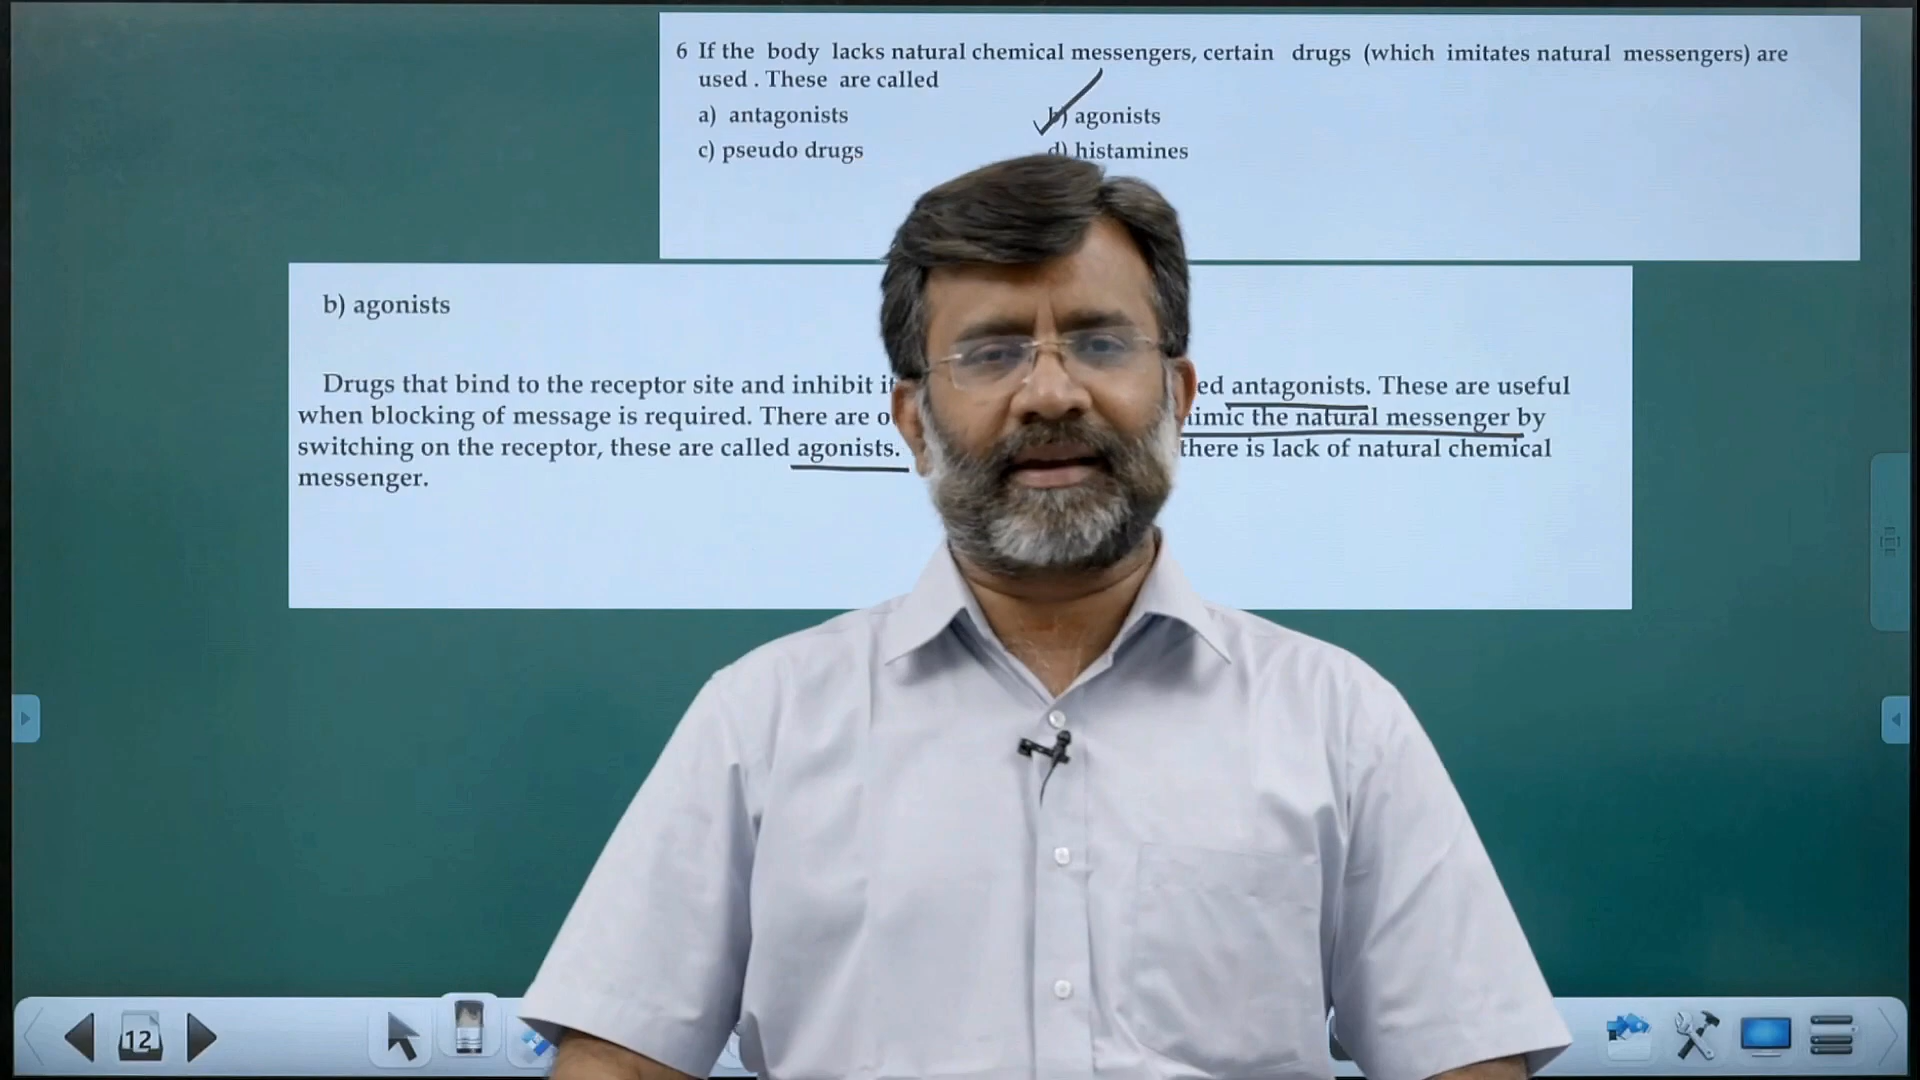 6 If the body lacks natural chemical messengers, certain drugs (which imitates natural messengers) are
used . These are called
a) antagonists b) agonists
c) pseudo drugs d) histamines
b) agonists
Drugs that bind to the receptor site and inhibit ed antagonists. These are useful
when blocking of message is required. There are imic the natural messenger by
switching on the receptor, these are called agonists. there is lack of natural chemical
messenger.
12